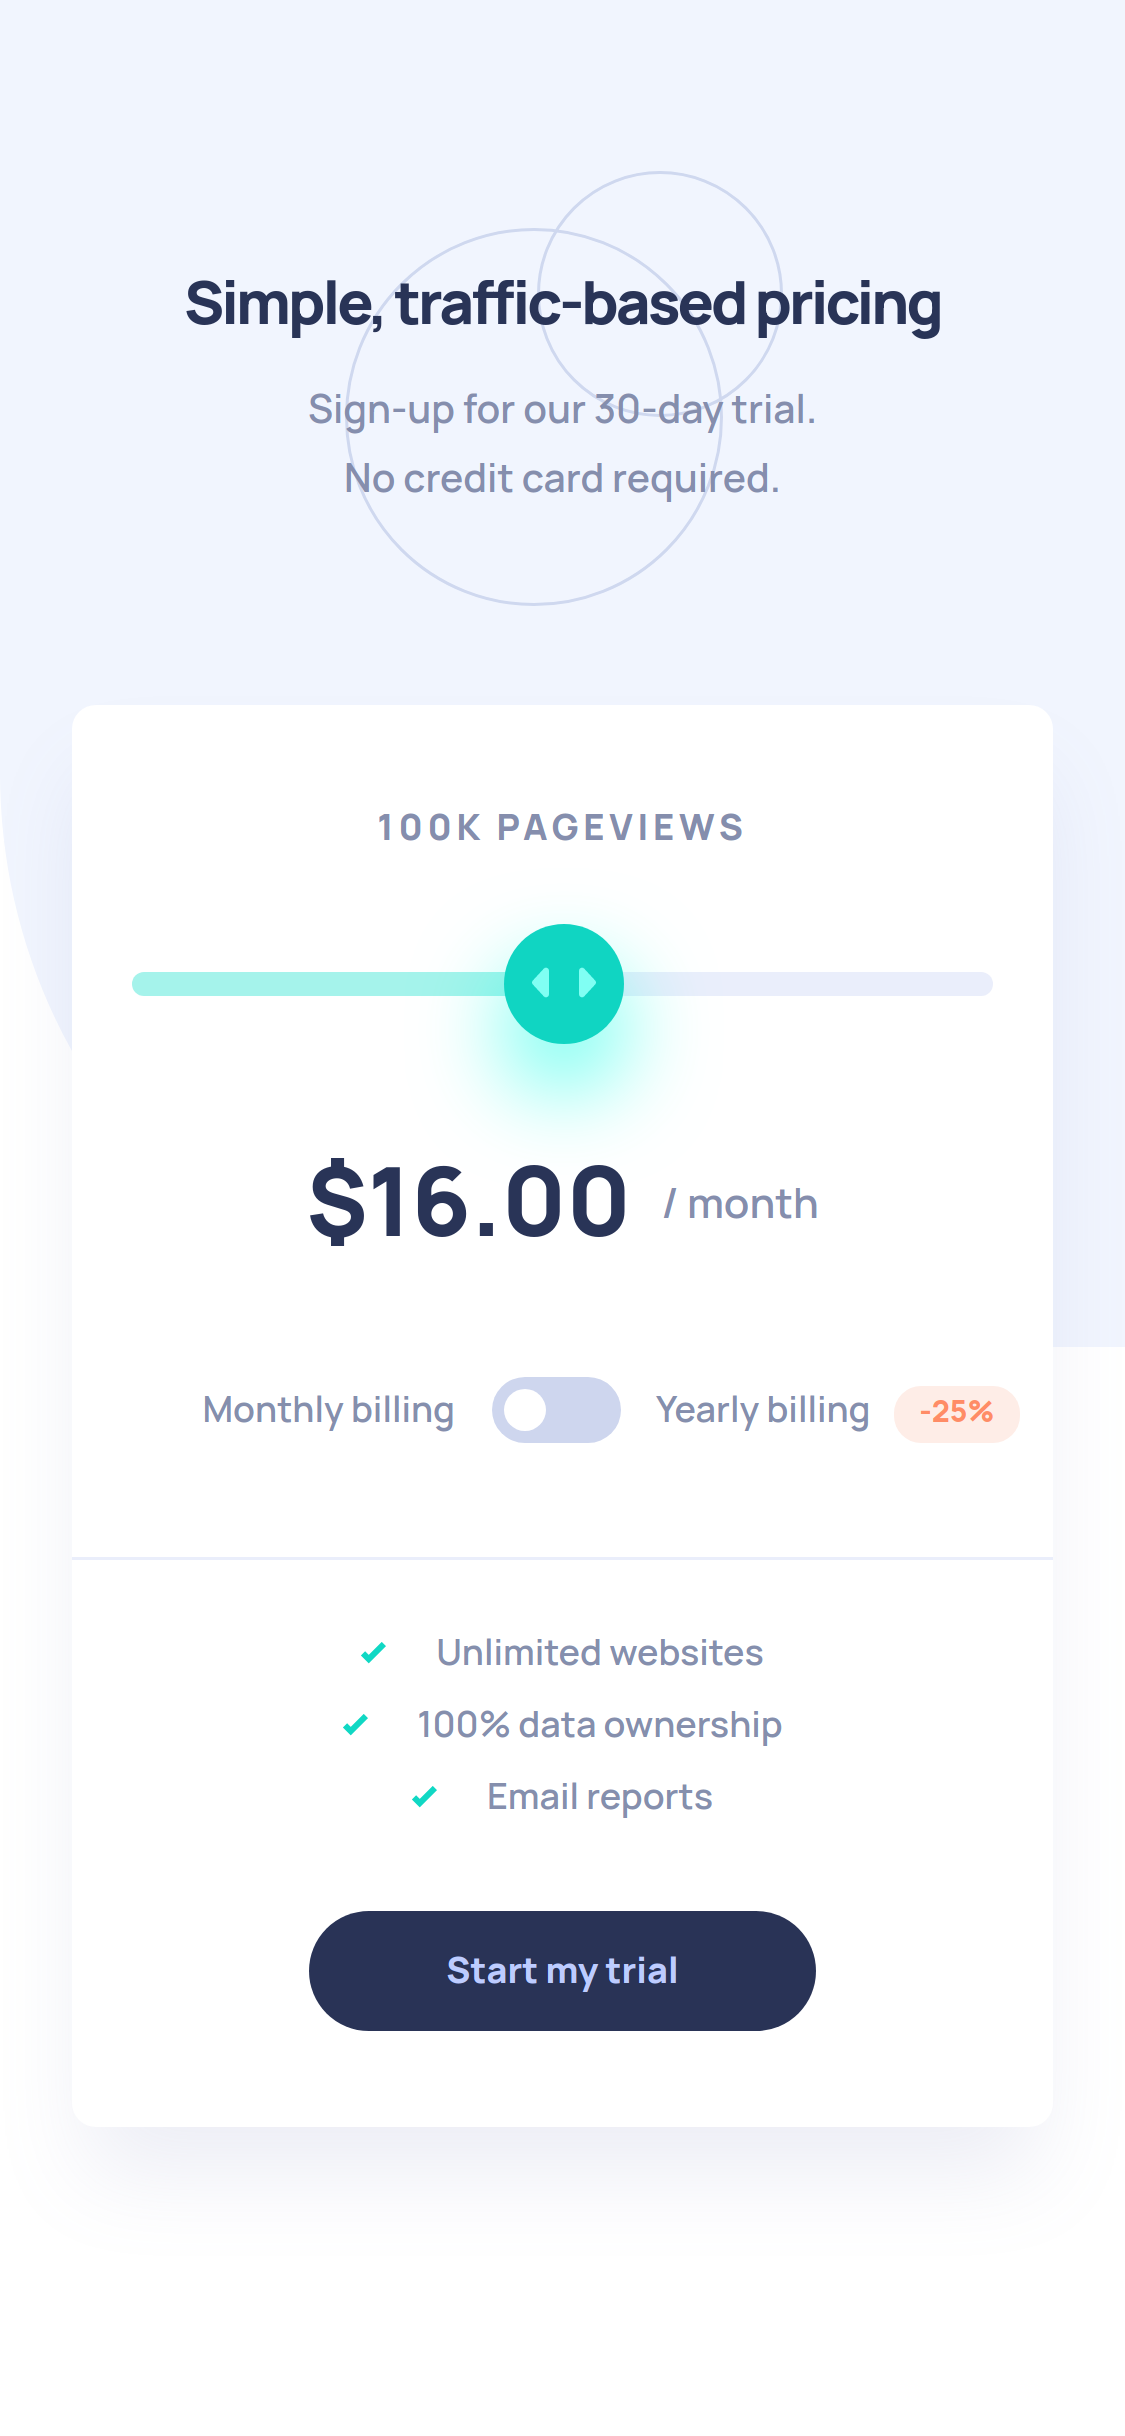 Simple, traffic-based pricing
Sign-up for our 30-day trial.
No credit card required.
100K PAGEVIEWS
$16.00 / month
Monthly billing Yearly billing -25%
Unlimited websites
100% data ownership
Email reports
Start my trial